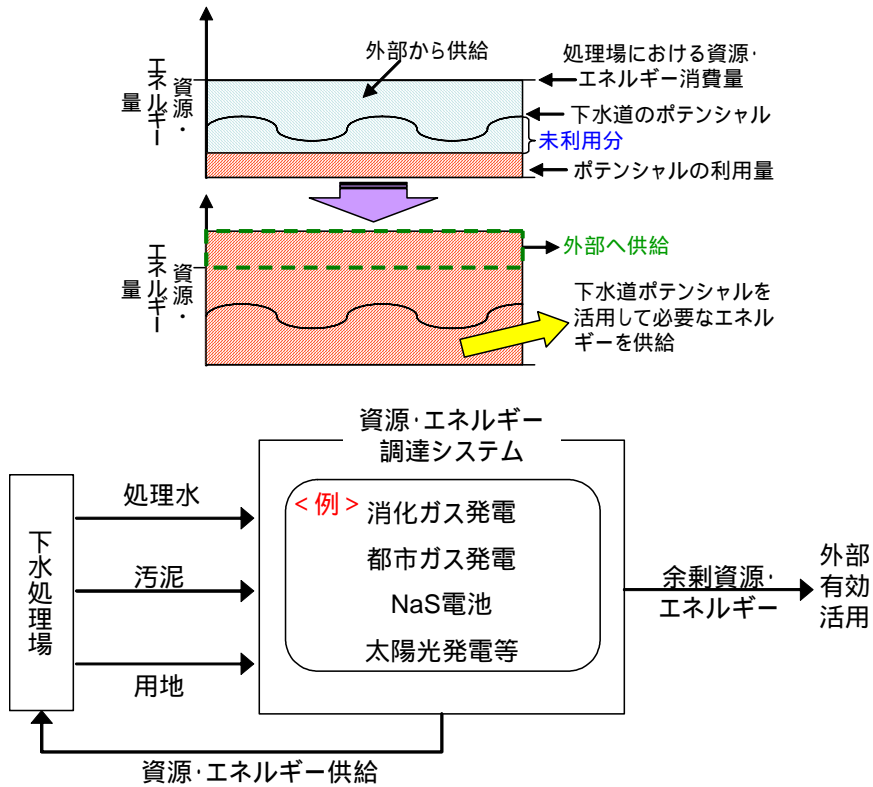 外部から供給
処理場における資源・
エネルギー消費量
下水道のポテンシャル
未利用分
ポテンシャルの利用量
資源・
エネルギー
量
外部へ供給
下水道ポテンシャルを
活用して必要なエネル
ギーを供給
資源・
エネルギー
量
資源・エネルギー
調達システム
下水処理場
処理水
汚泥
用地
<例>
消化ガス発電
都市ガス発電
NaS電池
太陽光発電等
余剰資源・
エネルギー
外部
有効
活用
資源・エネルギー供給